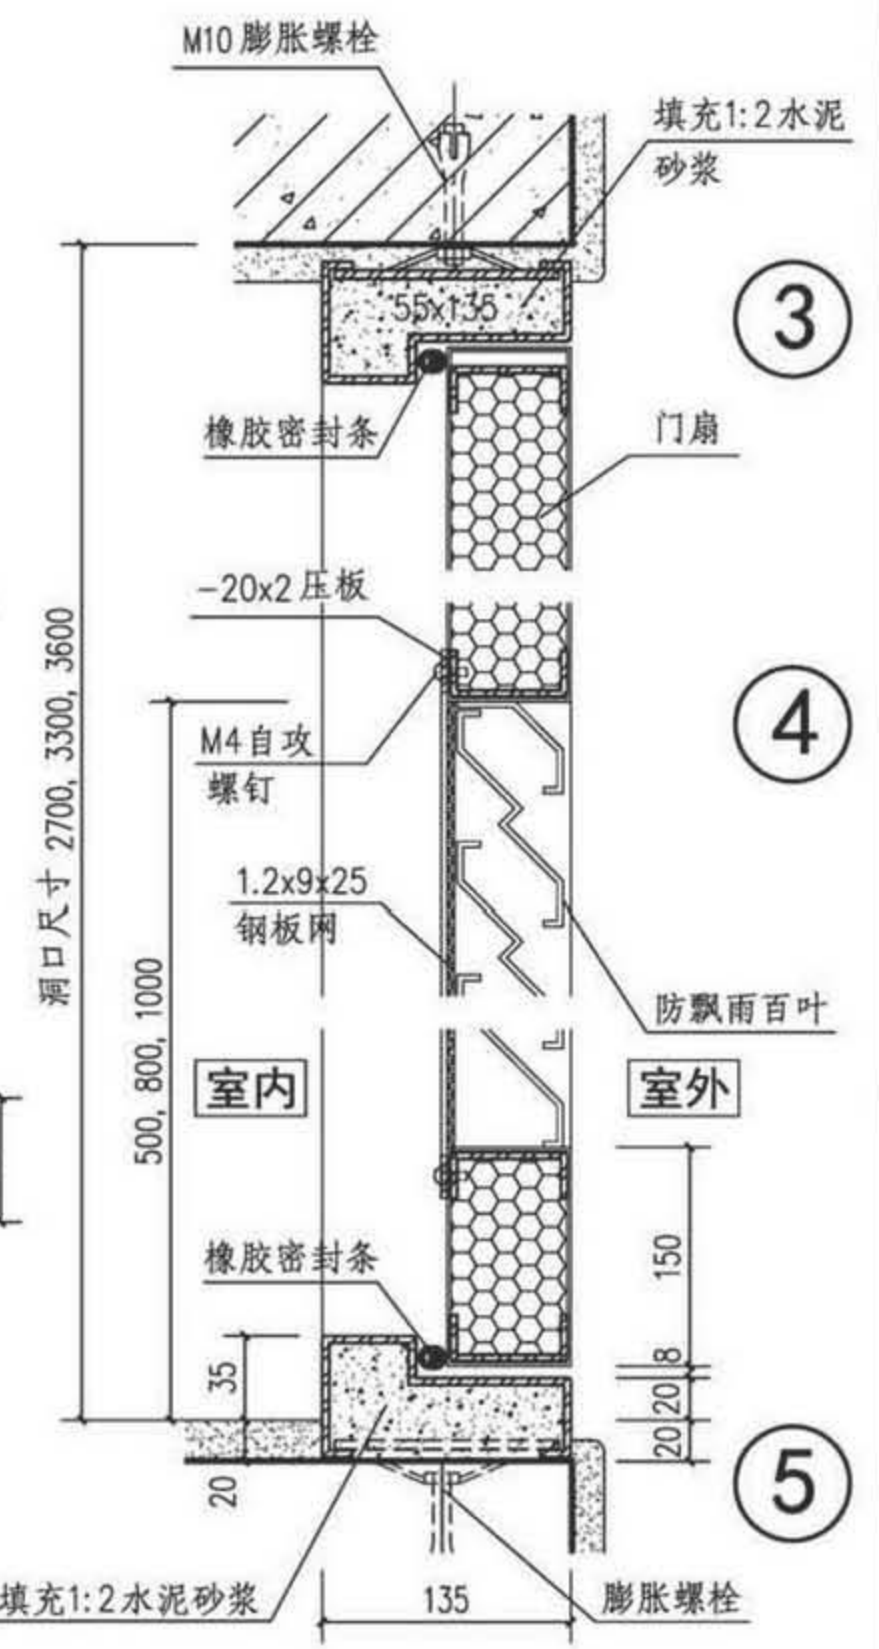 M10膨胀螺栓
填充1:2水泥
砂浆
55x135
3
橡胶密封条
门扇
-20x2压板
4
M4自攻
螺钉
洞口尺寸 2700, 3300, 3600
1.2x9x25
钢板网
500, 800, 1000
防飘雨百叶
室内
室外
150
橡胶密封条
8
35
20
20
20
5
填充1:2水泥砂浆
135
膨胀螺栓